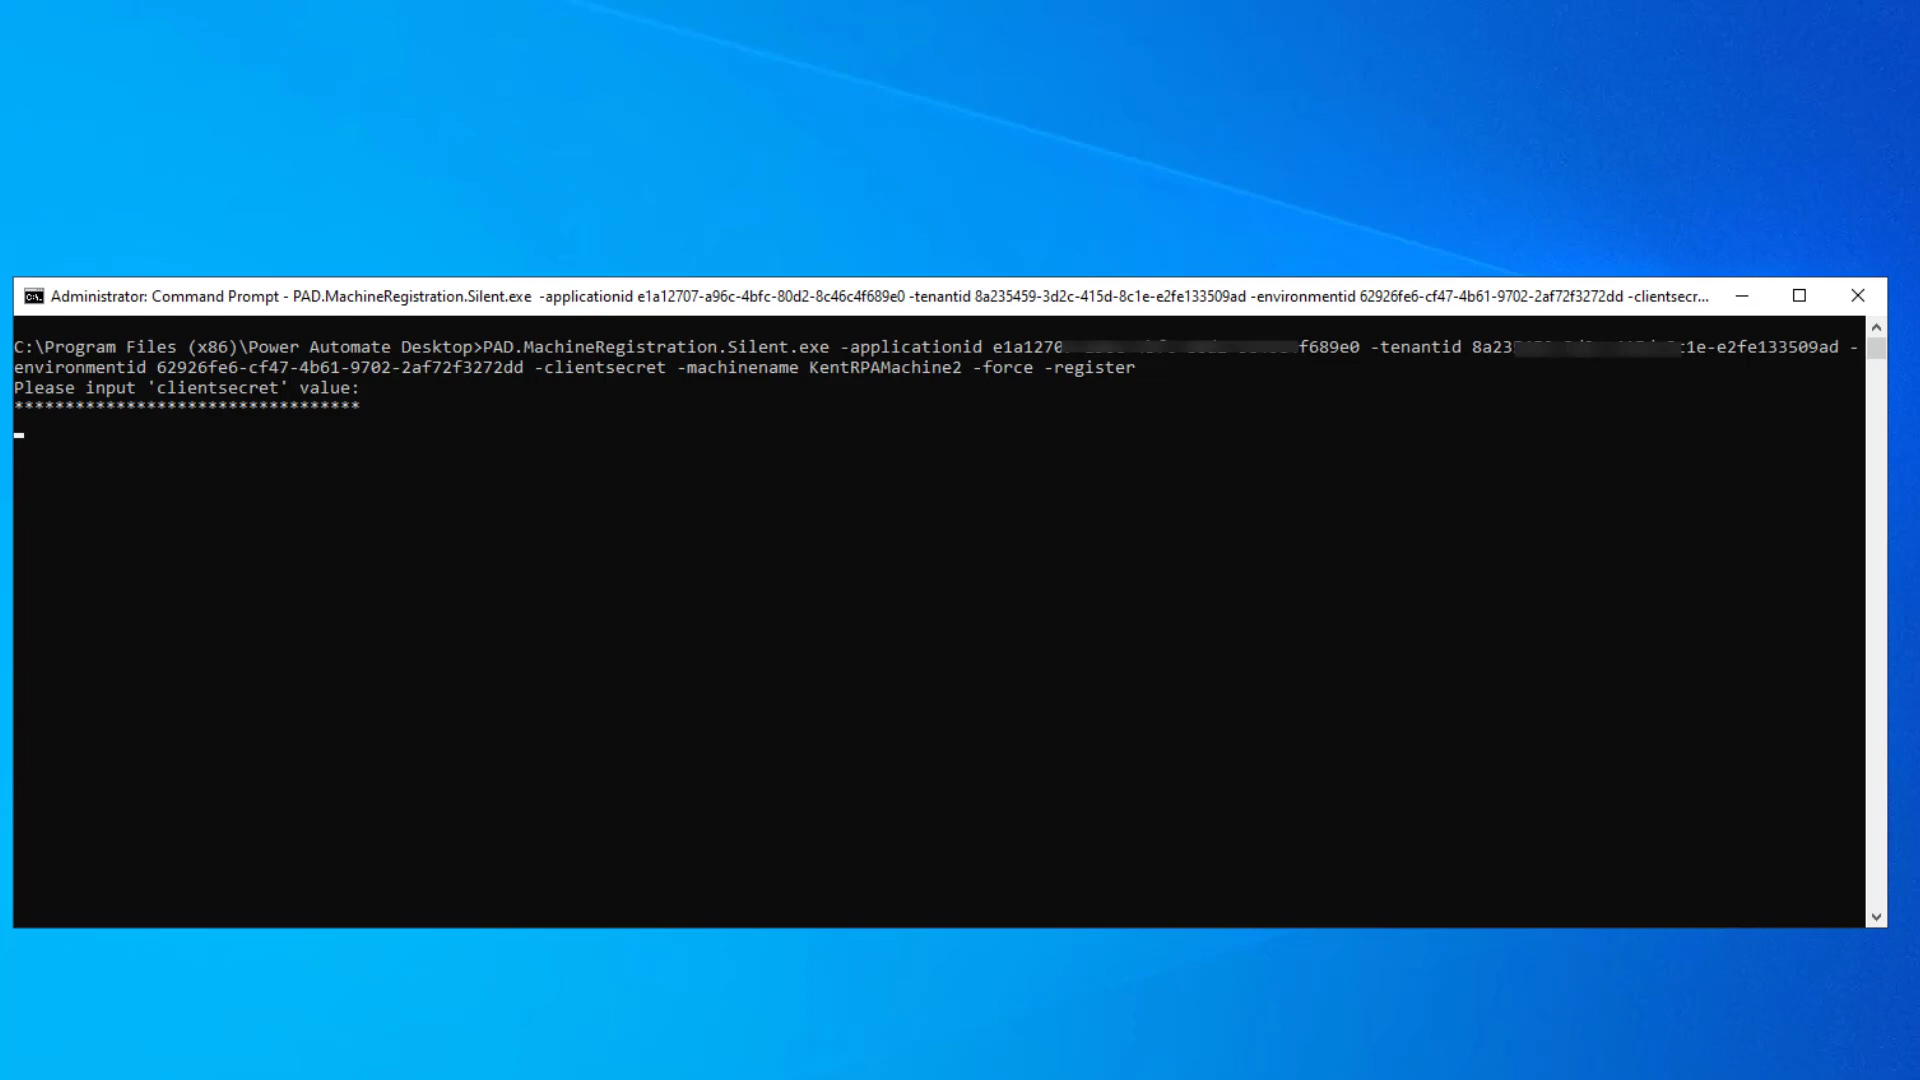 Administrator: Command Prompt - PAD.MachineRegistration.Silent.exe -applicationid e1a12707-a96c-4bfc-80d2-8c46c4f689e0 -tenantid 8a235459-3d2c-415d-8c1e-e2fe133509ad -environmentid 62926fe6-cf47-4b61-9702-2af72f3272dd -clientsecr...
C:\Program Files (x86)\Power Automate Desktop>PAD.MachineRegistration.Silent.exe -applicationid e1a1270 f689e0 -tenantid 8a23 1e-e2fe133509ad -
environmentid 62926fe6-cf47-4b61-9702-2af72f3272dd -clientsecret -machinename KentRPAMachine2 -force -register
Please input 'clientsecret' value:
**********************************